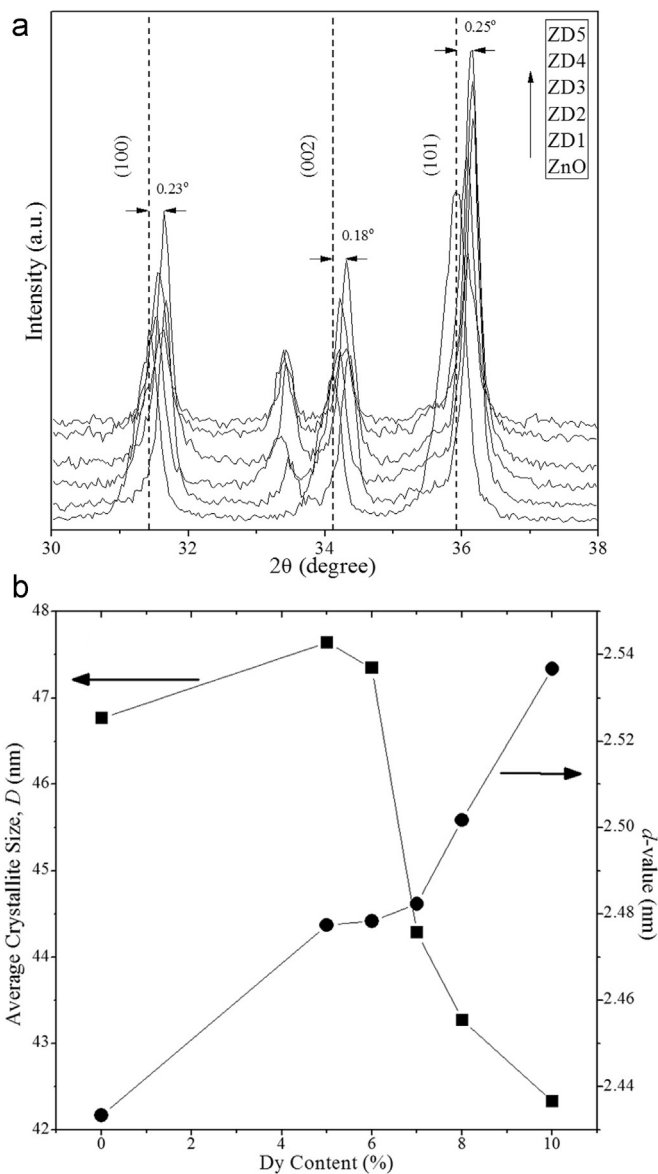 a
0.25°
ZD5
ZD4
ZD3
ZD2
ZD1
ZnO
(100)
(002)
(101)
0.23°
0.18°
Intensity (a.u.)
30
32
34
36
38
2θ (degree)
b
48
47
46
45
44
43
42
Average Crystallite Size, D (nm)
2.54
2.52
2.50
2.48
2.46
2.44
d-value (nm)
0
2
4
6
8
10
Dy Content (%)